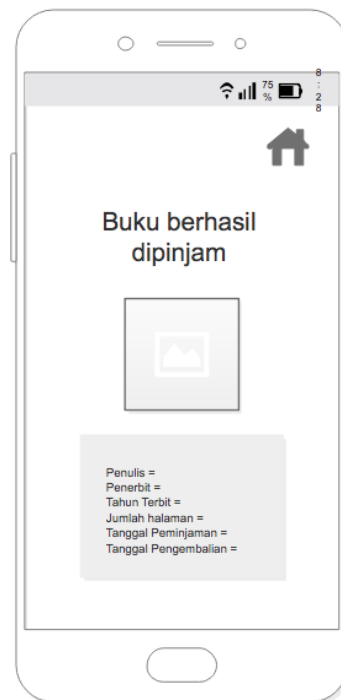 75
%
8
:
2
8
Buku berhasil
dipinjam
Penulis =
Penerbit =
Tahun Terbit =
Jumlah halaman =
Tanggal Peminjaman =
Tanggal Pengembalian =